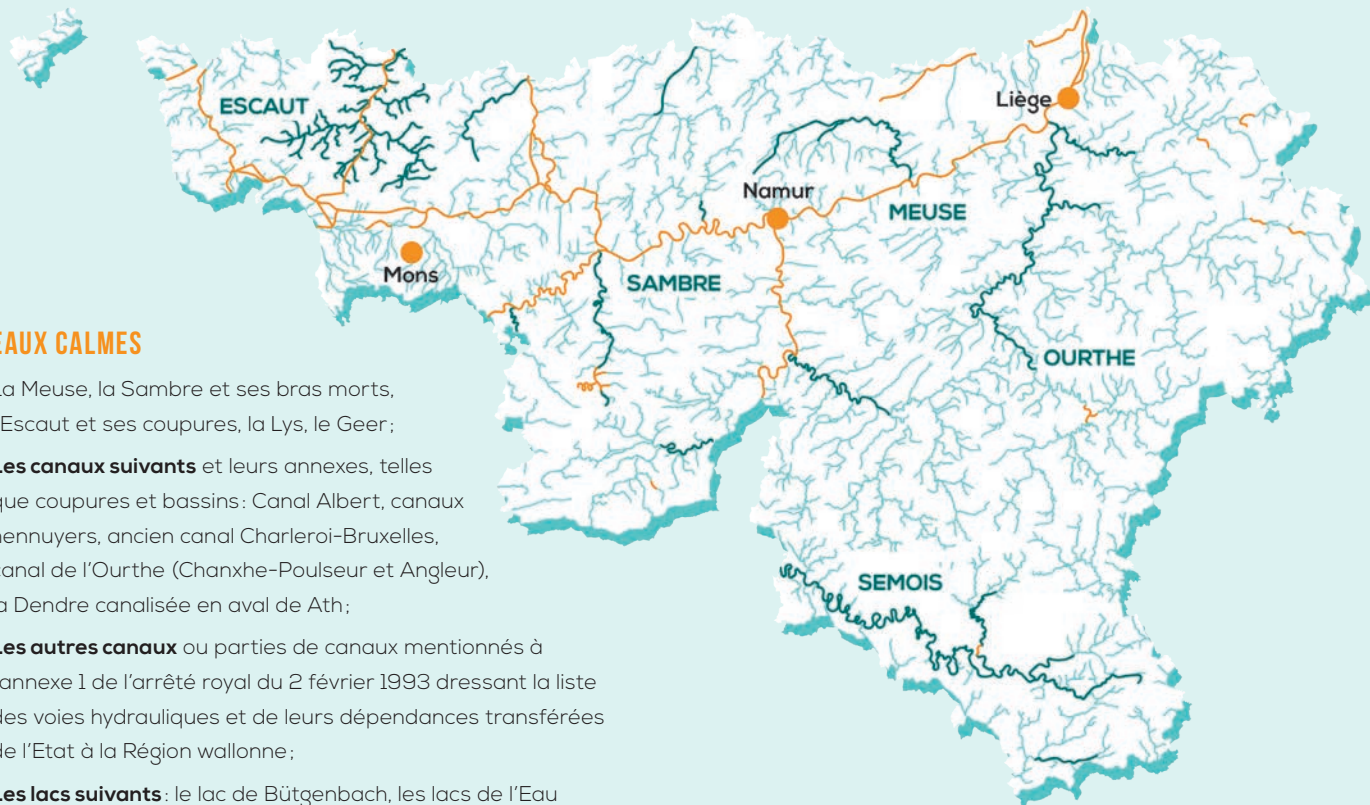 ESCAUT
Liège
Namur
MEUSE
Mons
SAMBRE
OURTHE
SEMOIS
EAUX CALMES
La Meuse, la Sambre et ses bras morts,
l'Escaut et ses coupures, la Lys, le Geer;
Les canaux suivants et leurs annexes, telles
que coupures et bassins: Canal Albert, canaux
hennuyers, ancien canal Charleroi-Bruxelles,
canal de l'Ourthe (Chanxhe-Poulseur et Angleur),
la Dendre canalisée en aval de Ath;
Les autres canaux ou parties de canaux mentionnés à
l'annexe 1 de l'arrêté royal du 2 février 1993 dressant la liste
des voies hydrauliques et de leurs dépendances transférées
de l'Etat à la Région wallonne;
Les lacs suivants: le lac de Bütgenbach, les lacs de l'Eau